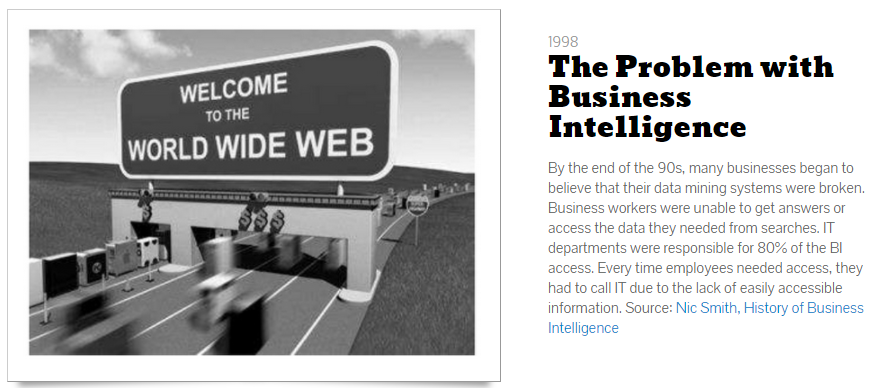 WELCOME
TO THE
WORLD WIDE WEB
1998
The Problem with
Business
Intelligence
By the end of the 90s, many businesses began to
believe that their data mining systems were broken.
Business workers were unable to get answers or
access the data they needed from searches. IT
departments were responsible for 80% of the BI
access. Every time employees needed access, they
had to call IT due to the lack of easily accessible
information. Source: Nic Smith, History of Business
Intelligence